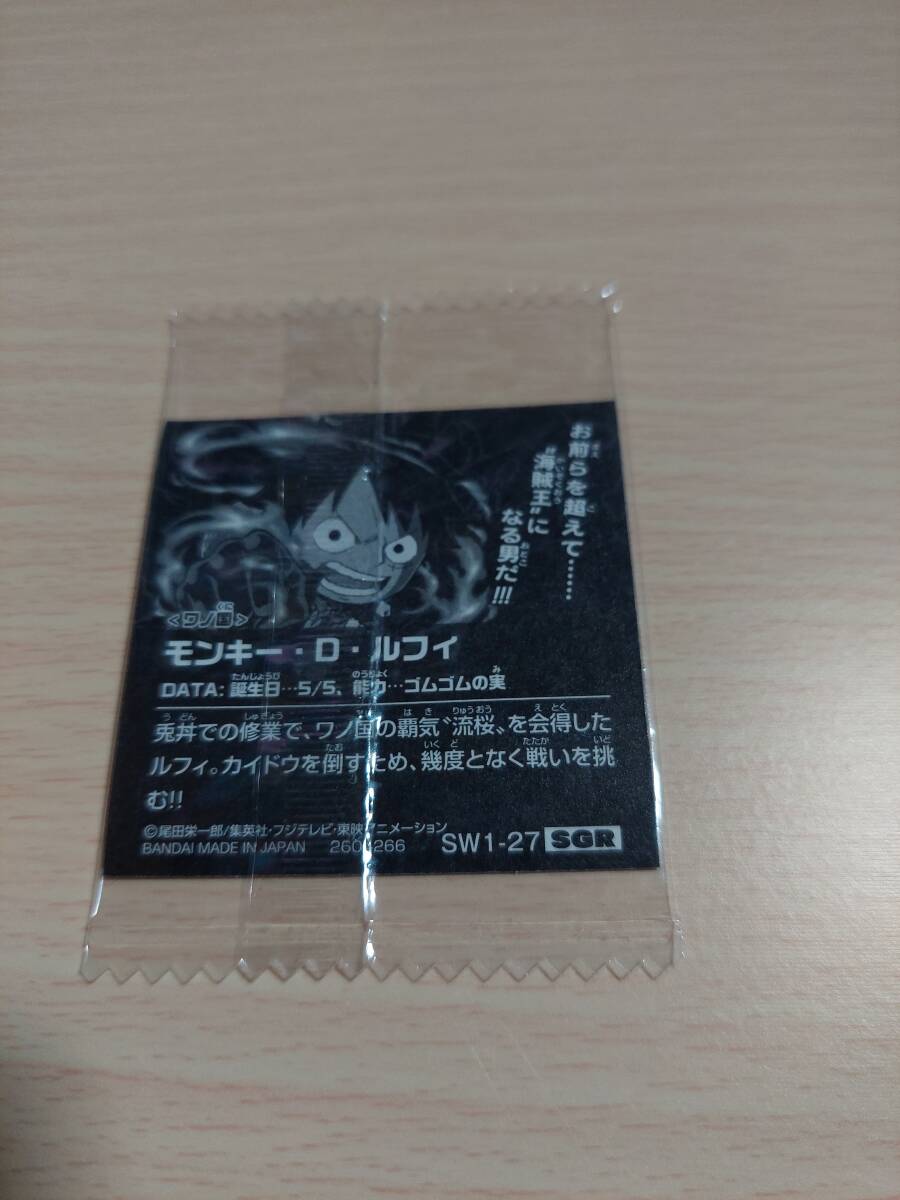 お前らを超えて……
“海賊王”に
なる男だ!!!
<ワノ国>
モンキー・D・ルフィ
DATA: 誕生日…5/5、能力…ゴムゴムの実
兎丼での修業で、ワノ国の覇気“流桜”を会得した
ルフィ。カイドウを倒すため、幾度となく戦いを挑
む!!
©尾田栄一郎/集英社・フジテレビ・東映アニメーション
BANDAI MADE IN JAPAN
SW1-27 SGR